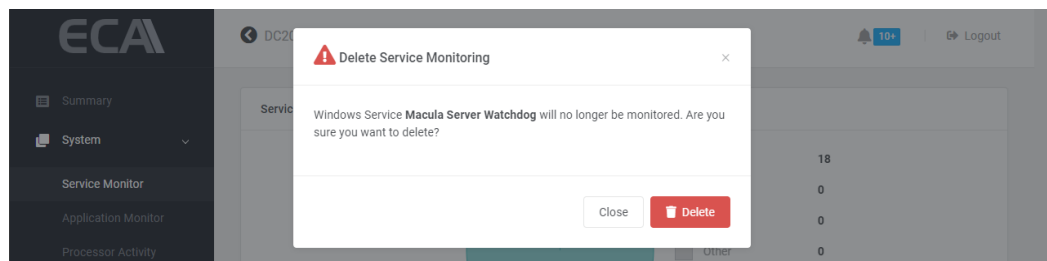 ECA
DC20
10+
Logout
Delete Service Monitoring
×
Summary
Servic
Windows Service Macula Server Watchdog will no longer be monitored. Are you
sure you want to delete?
System
18
Service Monitor
0
Close
Delete
Application Monitor
0
Processor Activity
Other
0